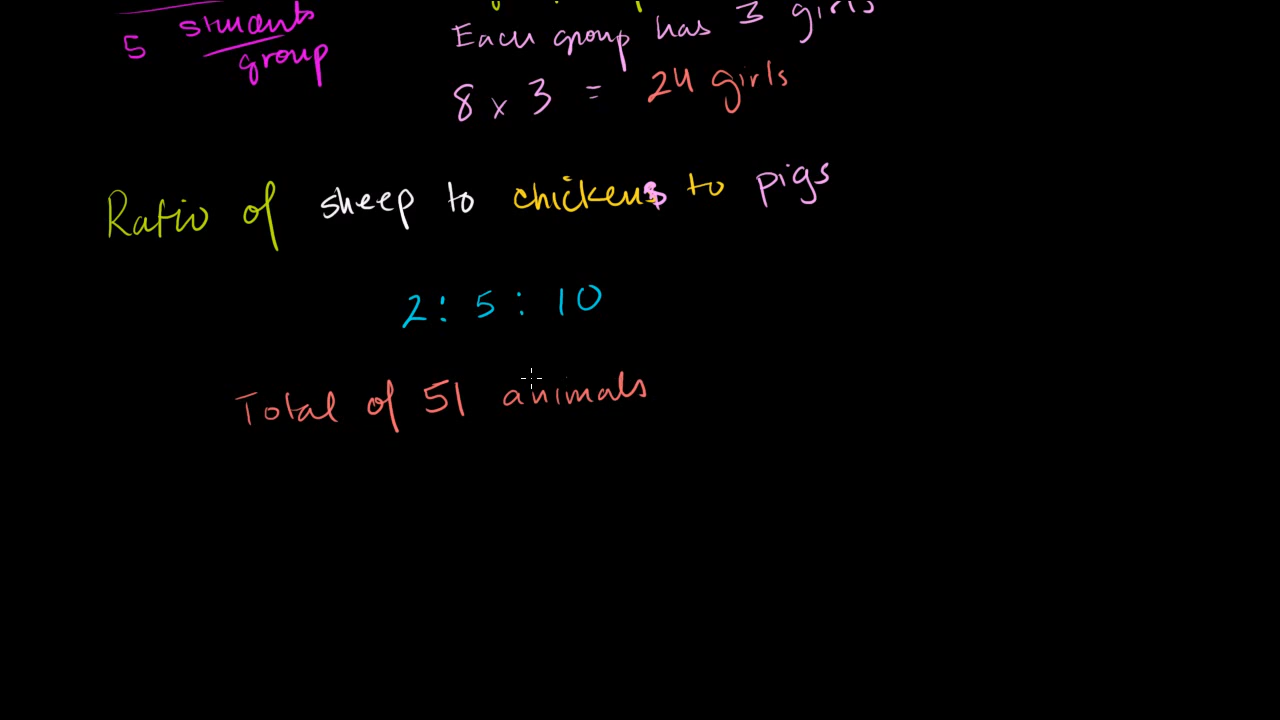 5 students
group
Each group has 3 girls
8 x 3 = 24 girls
Ratio of sheep to chickens to pigs
2 : 5 : 10
Total of 51 animals